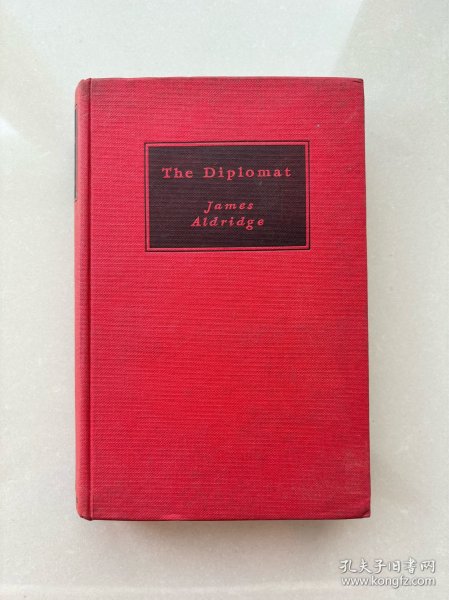 The Diplomat
James
Aldridge
孔夫子旧书网
www.kongfz.com